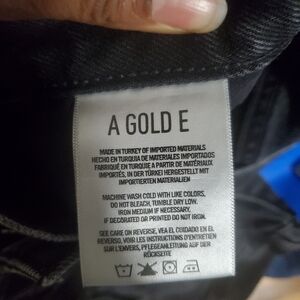 A GOLD E
MADE IN TURKEY OF IMPORTED MATERIALS
HECHO EN TURQUIA DE MATERIALES IMPORTADOS
FABRIQUÉ EN TURQUIE A PARTIR DE MATÉRIAUX
IMPORTÉS, IN DER TÜRKEI HERGESTELLT MIT
IMPORTIERTEN MATERIALIEN
MACHINE WASH COLD WITH LIKE COLORS,
DO NOT BLEACH, TUMBLE DRY LOW.
IRON MEDIUM IF NECESSARY.
IF DECORATED OR PRINTED DO NOT IRON.
SEE CARE ON REVERSE, VEA EL CUIDADO EN EL
REVERSO, VOIR LES INSTRUCTIONS D'ENTRETIEN
SUR L'ENVERS, PFLEGEANLEITUNG AUF DER
RÜCKSEITE